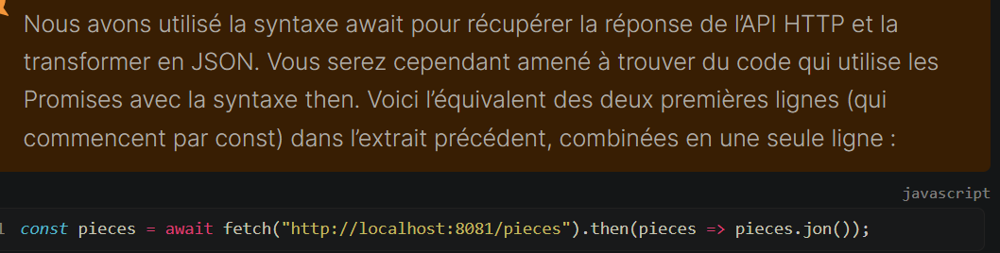 Nous avons utilisé la syntaxe await pour récupérer la réponse de l’API HTTP et la
transformer en JSON. Vous serez cependant amené à trouver du code qui utilise les
Promises avec la syntaxe then. Voici l’équivalent des deux premières lignes (qui
commencent par const) dans l’extrait précédent, combinées en une seule ligne :
javascript
1 const pieces = await fetch("http://localhost:8081/pieces").then(pieces => pieces.jon());